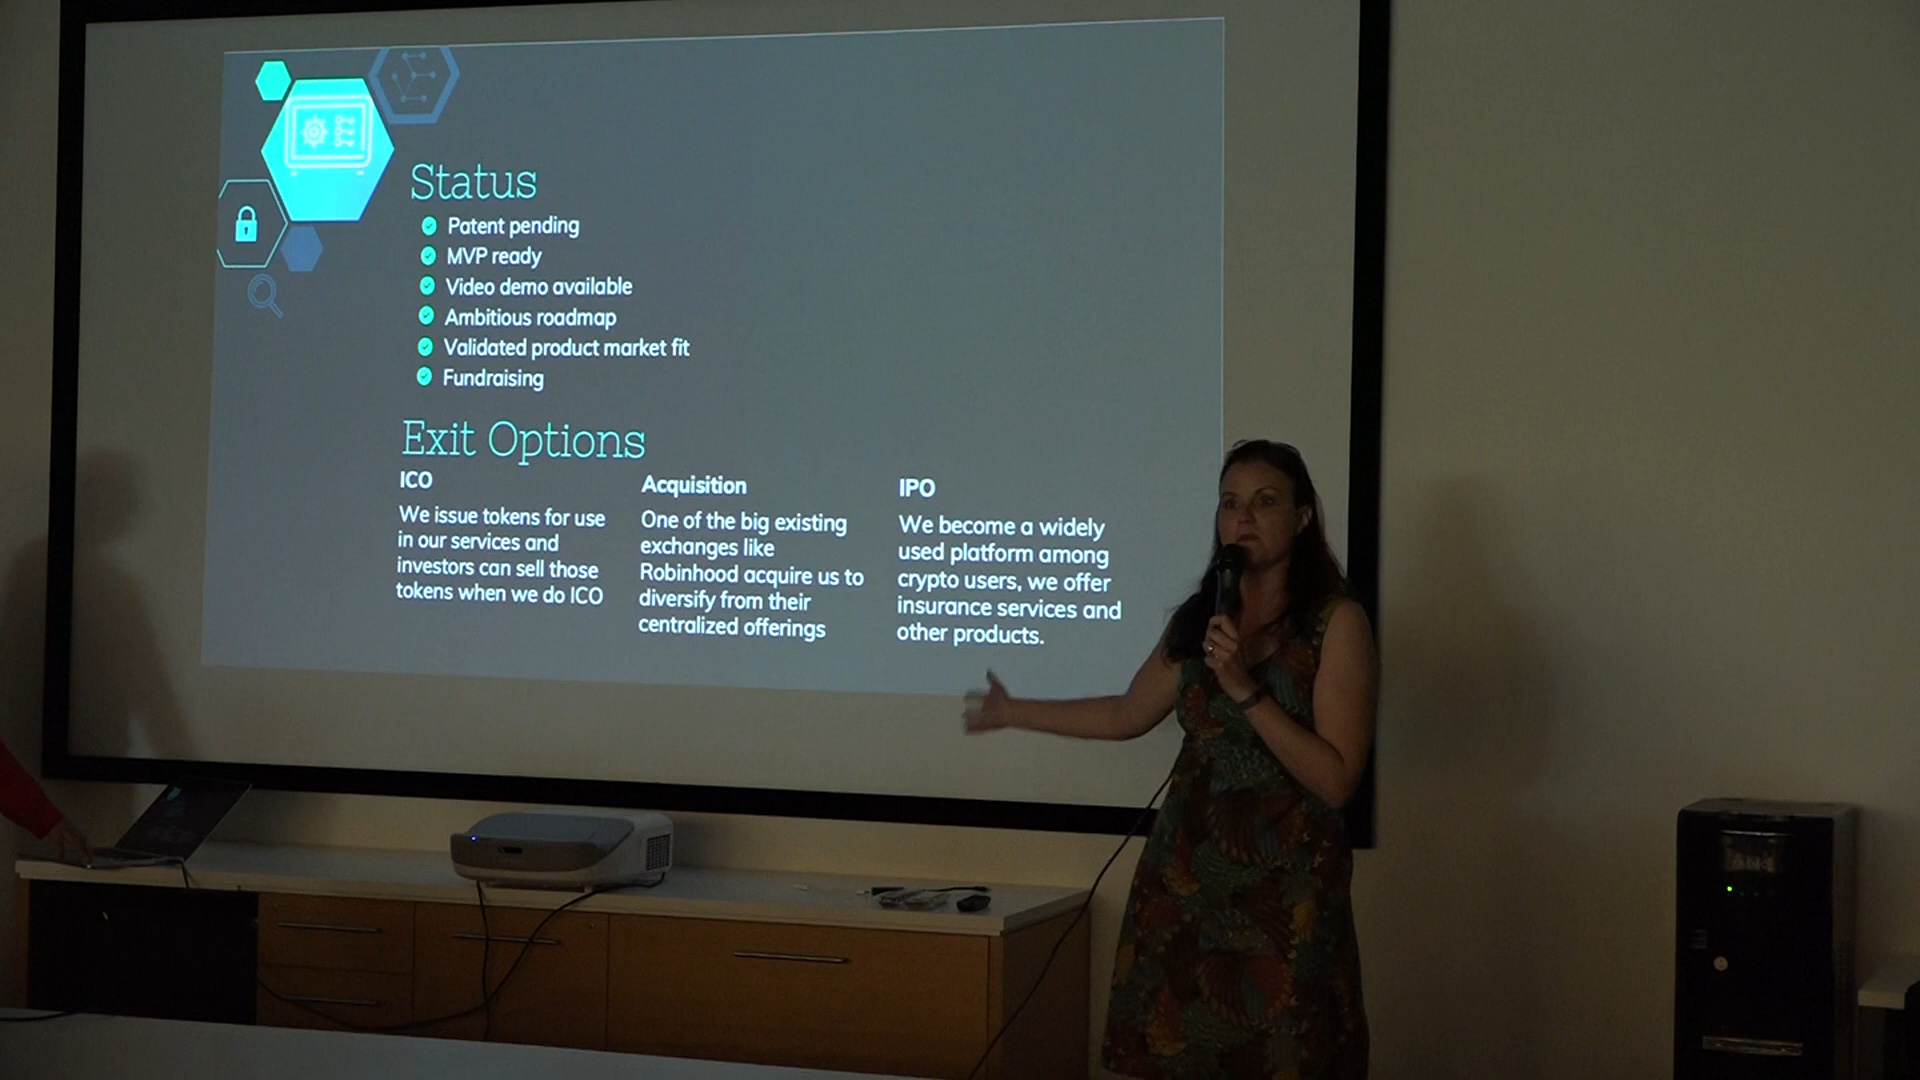 Status
Patent pending
MVP ready
Video demo available
Ambitious roadmap
Validated product market fit
Fundraising
Exit Options
ICO
We issue tokens for use
in our services and
investors can sell those
tokens when we do ICO
Acquisition
One of the big existing
exchanges like
Robinhood acquire us to
diversify from their
centralized offerings
IPO
We become a widely
used platform among
crypto users, we offer
insurance services and
other products.